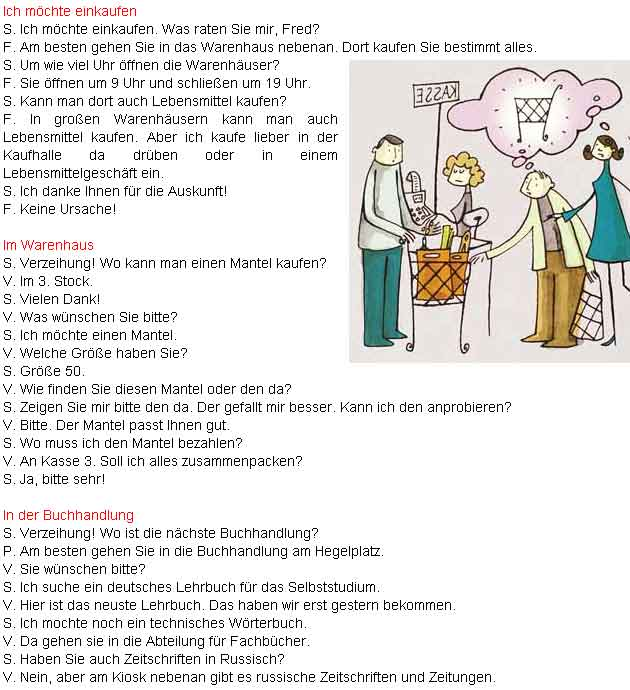 Ich möchte einkaufen
S. Ich möchte einkaufen. Was raten Sie mir, Fred?
F. Am besten gehen Sie in das Warenhaus nebenan. Dort kaufen Sie bestimmt alles.
S. Um wie viel Uhr öffnen die Warenhäuser?
F. Sie öffnen um 9 Uhr und schließen um 19 Uhr.
S. Kann man dort auch Lebensmittel kaufen?
F. In großen Warenhäusern kann man auch
Lebensmittel kaufen. Aber ich kaufe lieber in der
Kaufhalle da drüben oder in einem
Lebensmittelgeschäft ein.
S. Ich danke Ihnen für die Auskunft!
F. Keine Ursache!
KASSE
Im Warenhaus
S. Verzeihung! Wo kann man einen Mantel kaufen?
V. Im 3. Stock.
S. Vielen Dank!
V. Was wünschen Sie bitte?
S. Ich möchte einen Mantel.
V. Welche Größe haben Sie?
S. Größe 50.
V. Wie finden Sie diesen Mantel oder den da?
S. Zeigen Sie mir bitte den da. Der gefallt mir besser. Kann ich den anprobieren?
V. Bitte. Der Mantel passt Ihnen gut.
S. Wo muss ich den Mantel bezahlen?
V. An Kasse 3. Soll ich alles zusammenpacken?
S. Ja, bitte sehr!
In der Buchhandlung
S. Verzeihung! Wo ist die nächste Buchhandlung?
P. Am besten gehen Sie in die Buchhandlung am Hegelplatz.
V. Sie wünschen bitte?
S. Ich suche ein deutsches Lehrbuch für das Selbststudium.
V. Hier ist das neuste Lehrbuch. Das haben wir erst gestern bekommen.
S. Ich mochte noch ein technisches Wörterbuch.
V. Da gehen sie in die Abteilung für Fachbücher.
S. Haben Sie auch Zeitschriften in Russisch?
V. Nein, aber am Kiosk nebenan gibt es russische Zeitschriften und Zeitungen.